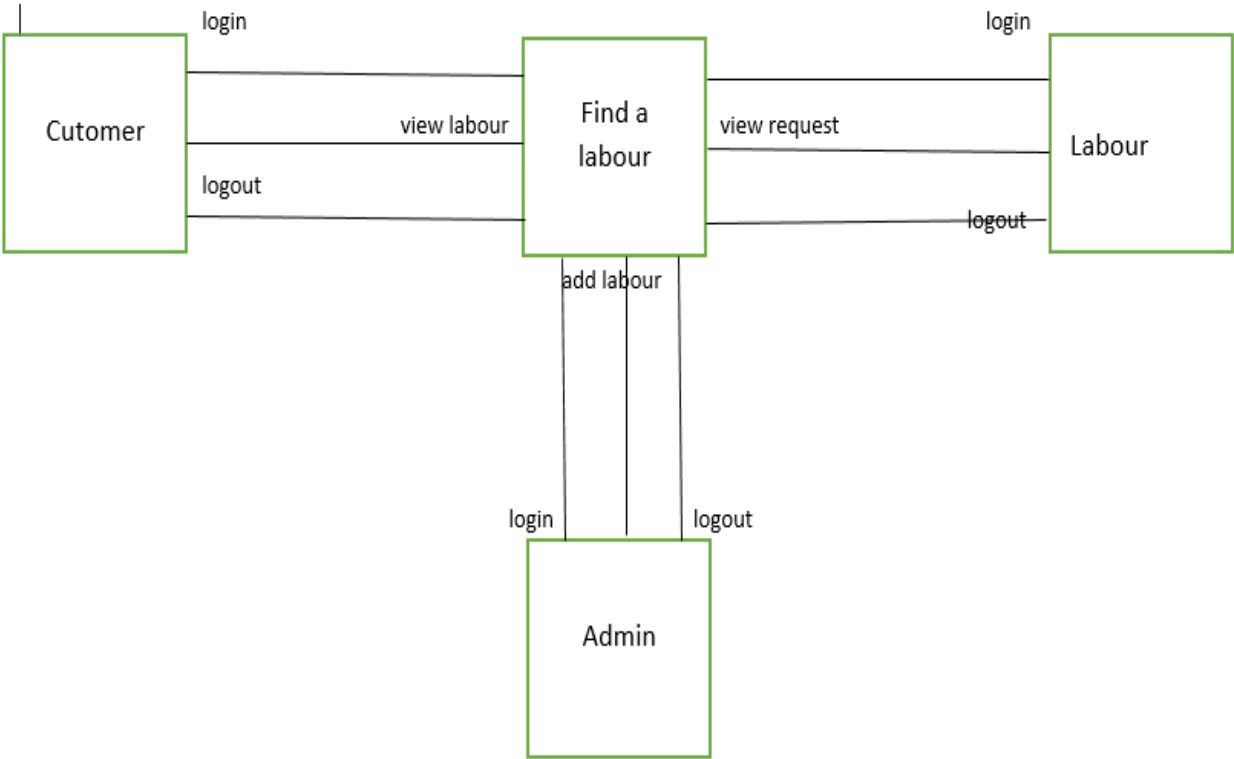 login
login
Cutomer
Find a
labour
view labour
view request
Labour
logout
logout
add labour
login
logout
Admin